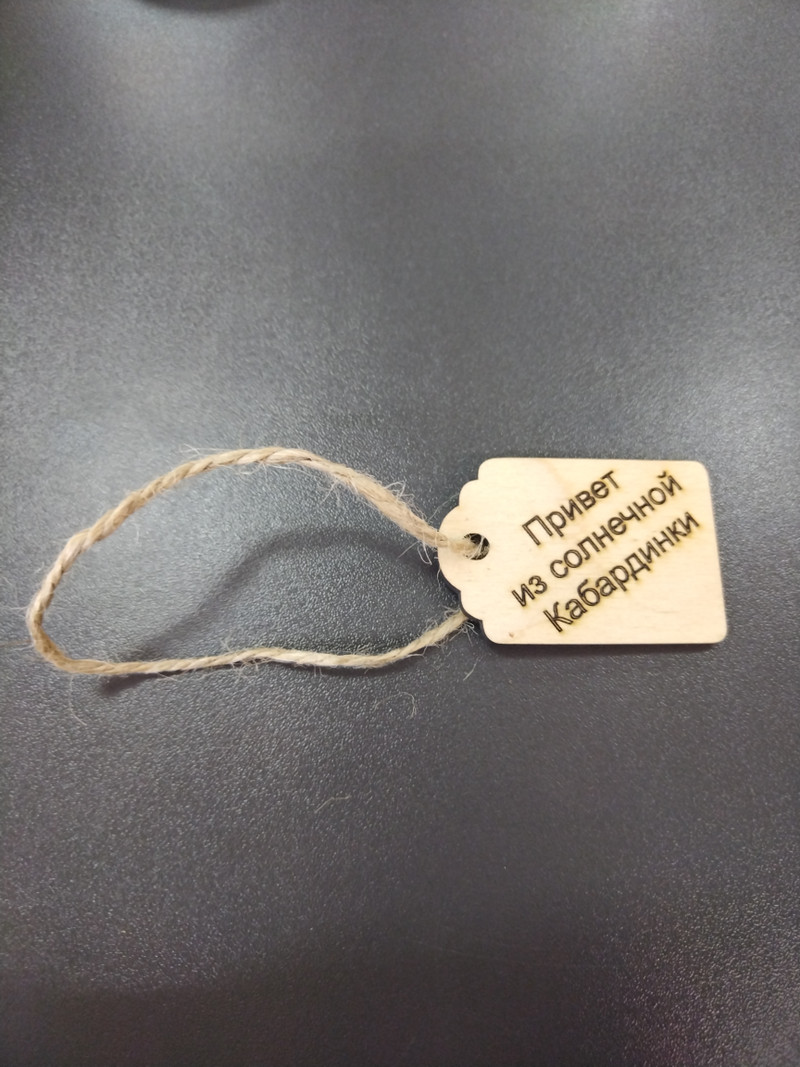 Привет
из солнечной
Кабардинки